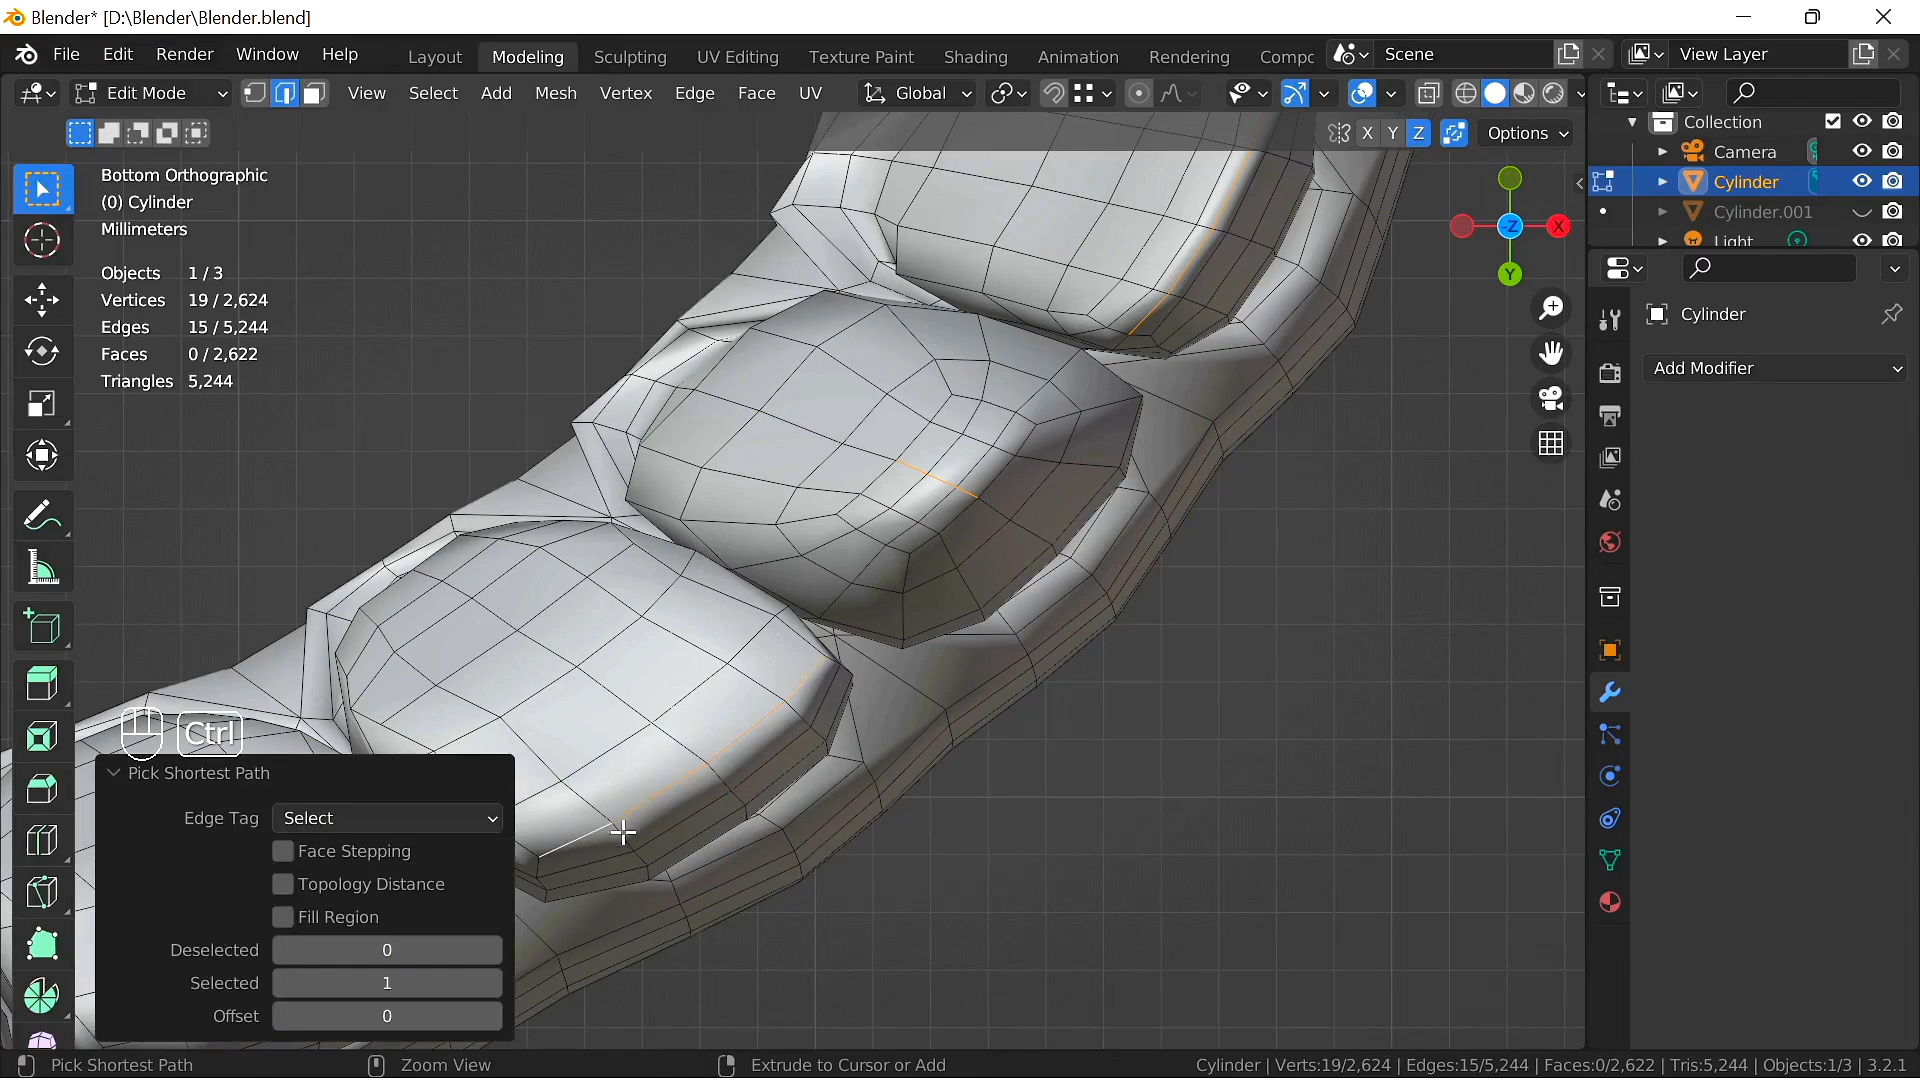 Blender* [D:\Blender\Blender.blend]
File Edit Render Window Help Layout Modeling Sculpting UV Editing Texture Paint Shading Animation Rendering Compc Scene View Layer
Edit Mode View Select Add Mesh Vertex Edge Face UV Global
X Y Z Options
Collection
Camera
Cylinder
Cylinder.001
Light
Bottom Orthographic
(0) Cylinder
Millimeters
Objects 1 / 3
Vertices 19 / 2,624
Edges 15 / 5,244
Faces 0 / 2,622
Triangles 5,244
-Z X
Y
Cylinder
Add Modifier
Ctrl
Pick Shortest Path
Edge Tag Select
Face Stepping
Topology Distance
Fill Region
Deselected 0
Selected 1
Offset 0
Pick Shortest Path Zoom View Extrude to Cursor or Add Cylinder | Verts:19/2,624 | Edges:15/5,244 | Faces:0/2,622 | Tris:5,244 | Objects:1/3 | 3.2.1